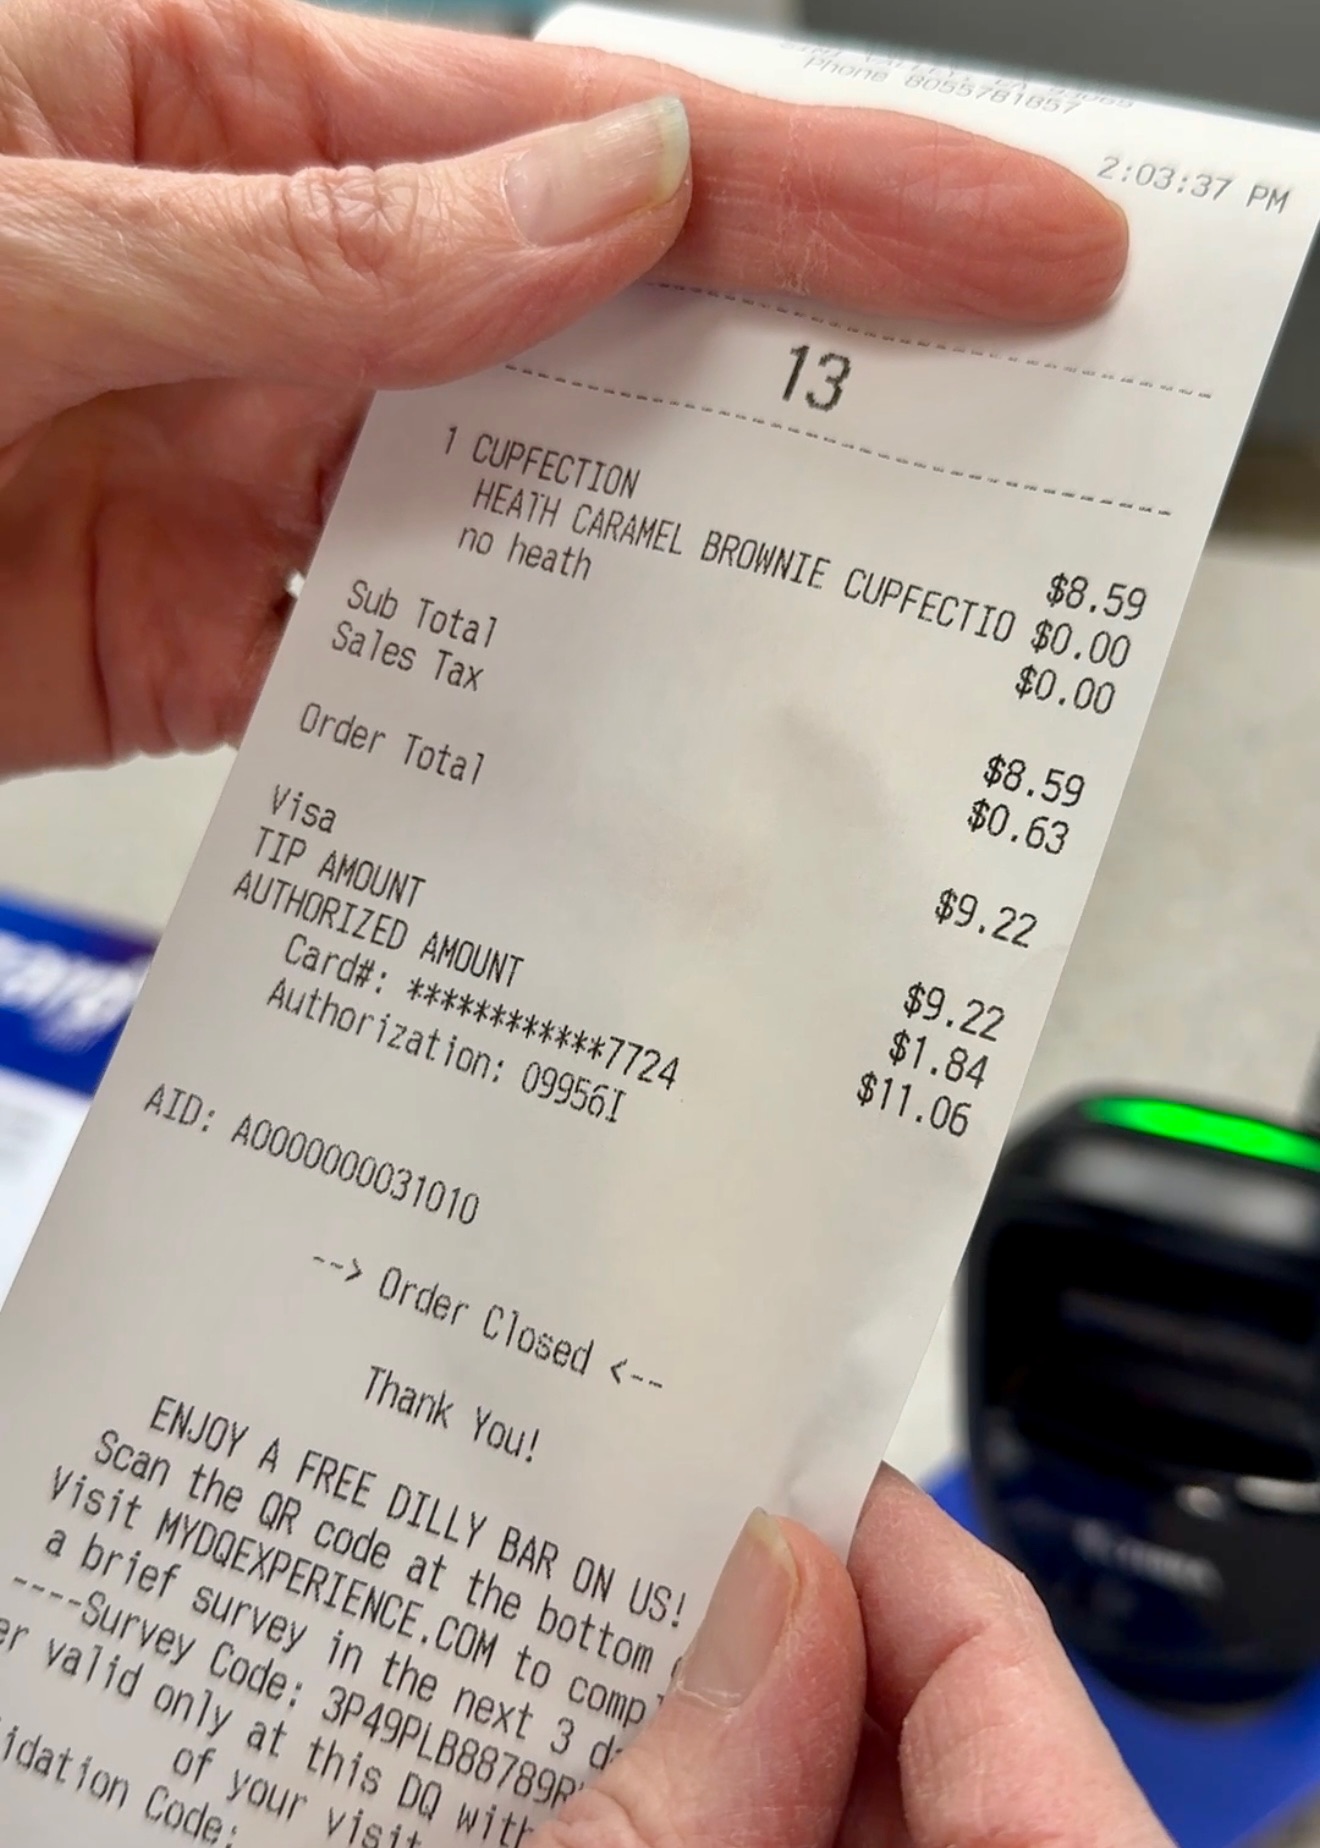 Phone 8055781857
2:03:37 PM
13
1 CUPFECTION $8.59
HEATH CARAMEL BROWNIE CUPFECTIO $0.00
no heath $0.00
Sub Total $8.59
Sales Tax $0.63
Order Total $9.22
Visa $9.22
TIP AMOUNT $1.84
AUTHORIZED AMOUNT $11.06
Card#: ************7724
Authorization: 09956I
AID: A0000000031010
--> Order Closed <--
Thank You!
ENJOY A FREE DILLY BAR ON US!
Scan the QR code at the bottom
Visit MYDQEXPERIENCE.COM to comp
a brief survey in the next 3 d
----Survey Code: 3P49PLB88789R
er valid only at this DQ with
of your visit
idation Code: